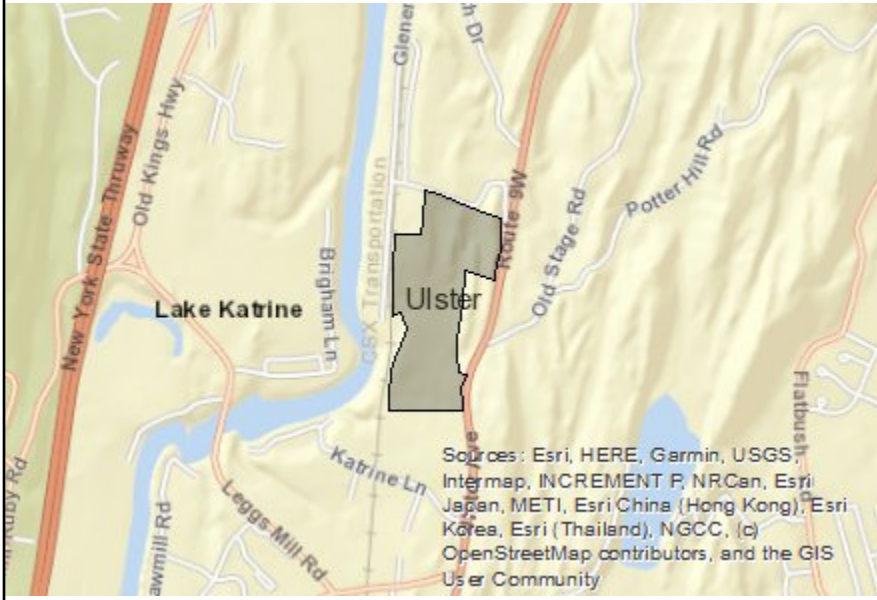 Glener
h Dr
Old Kings Hwy
New York State Thruway
CSX Transportation
Route 9W
Potter Hill Rd
Old Stage Rd
Brigham Ln
Lake Katrine
Ulster
Flatbush Rd
Katrine Ln
Leggs Mill Rd
Ruby Rd
awmill Rd
Ave
Sources: Esri, HERE, Garmin, USGS,
Intermap, INCREMENT P, NRCan, Esri
Japan, METI, Esri China (Hong Kong), Esri
Korea, Esri (Thailand), NGCC, (c)
OpenStreetMap contributors, and the GIS
User Community